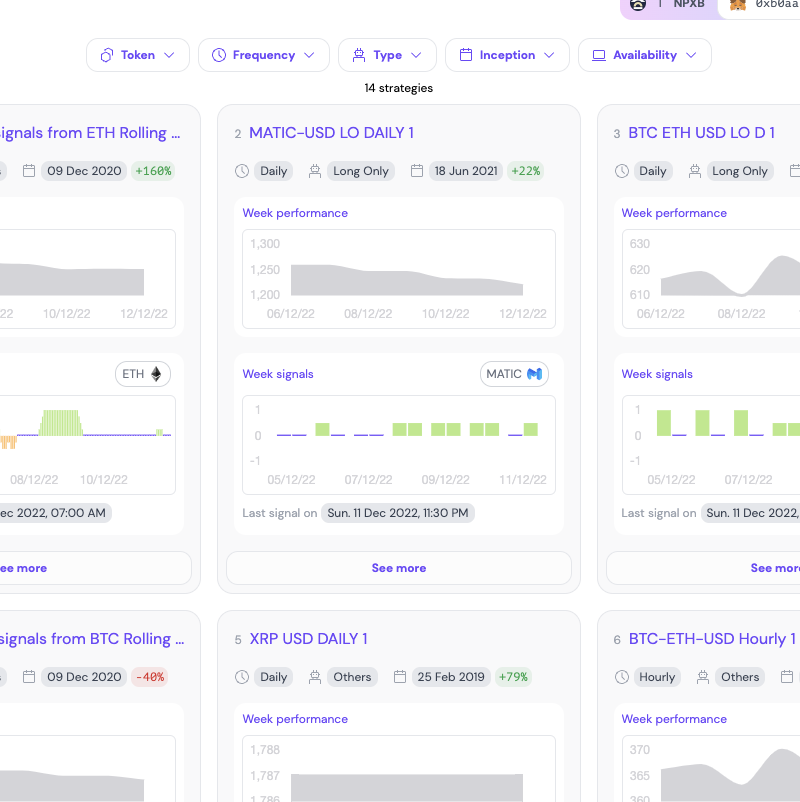 NPXB 0xb0aa
Token Frequency Type Inception Availability
14 strategies
signals from ETH Rolling ...
09 Dec 2020 +160%
10/12/22 12/12/22
ETH
08/12/22 10/12/22
ec 2022, 07:00 AM
ee more
2 MATIC-USD LO DAILY 1
Daily Long Only 18 Jun 2021 +22%
Week performance
1,300
1,250
1,200
06/12/22 08/12/22 10/12/22 12/12/22
Week signals MATIC
1
0
-1
05/12/22 07/12/22 09/12/22 11/12/22
Last signal on Sun. 11 Dec 2022, 11:30 PM
See more
3 BTC ETH USD LO D 1
Daily Long Only
Week performance
630
620
610
06/12/22 08/12/22
Week signals
1
0
-1
05/12/22 07/12/22
Last signal on Sun. 11 Dec 2022,
See more
signals from BTC Rolling ...
09 Dec 2020 -40%
5 XRP USD DAILY 1
Daily Others 25 Feb 2019 +79%
Week performance
1,788
1,787
1,786
6 BTC-ETH-USD Hourly 1
Hourly Others
Week performance
370
365
360